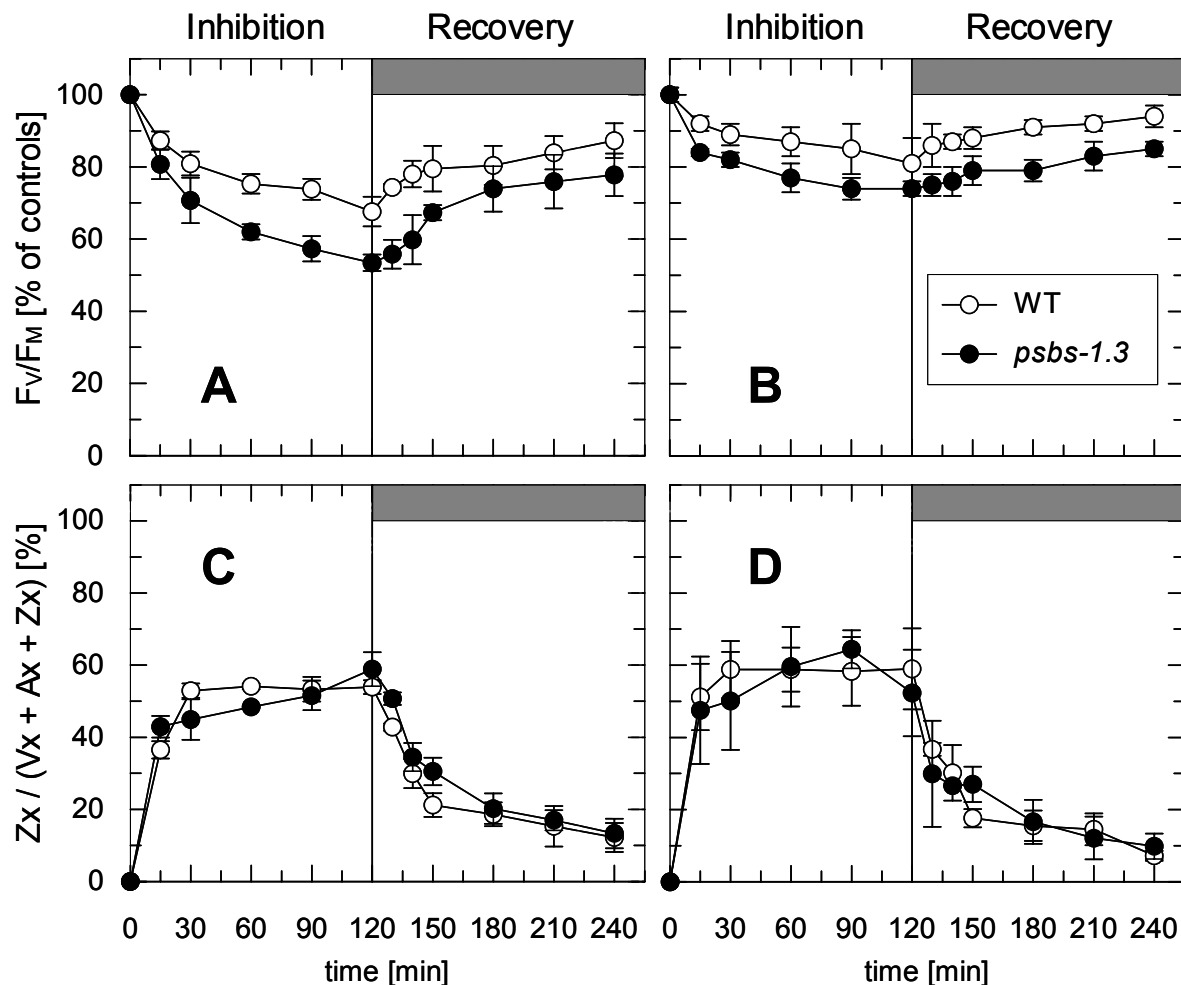 Inhibition Recovery Inhibition Recovery
100
80
60
40
20
0
Fv/FM [% of controls]
A
B
WT
psbs-1.3
100
80
60
40
20
0
Zx / (Vx + Ax + Zx) [%]
C
D
0 30 60 90 120 150 180 210 240 0 30 60 90 120 150 180 210 240
time [min] time [min]